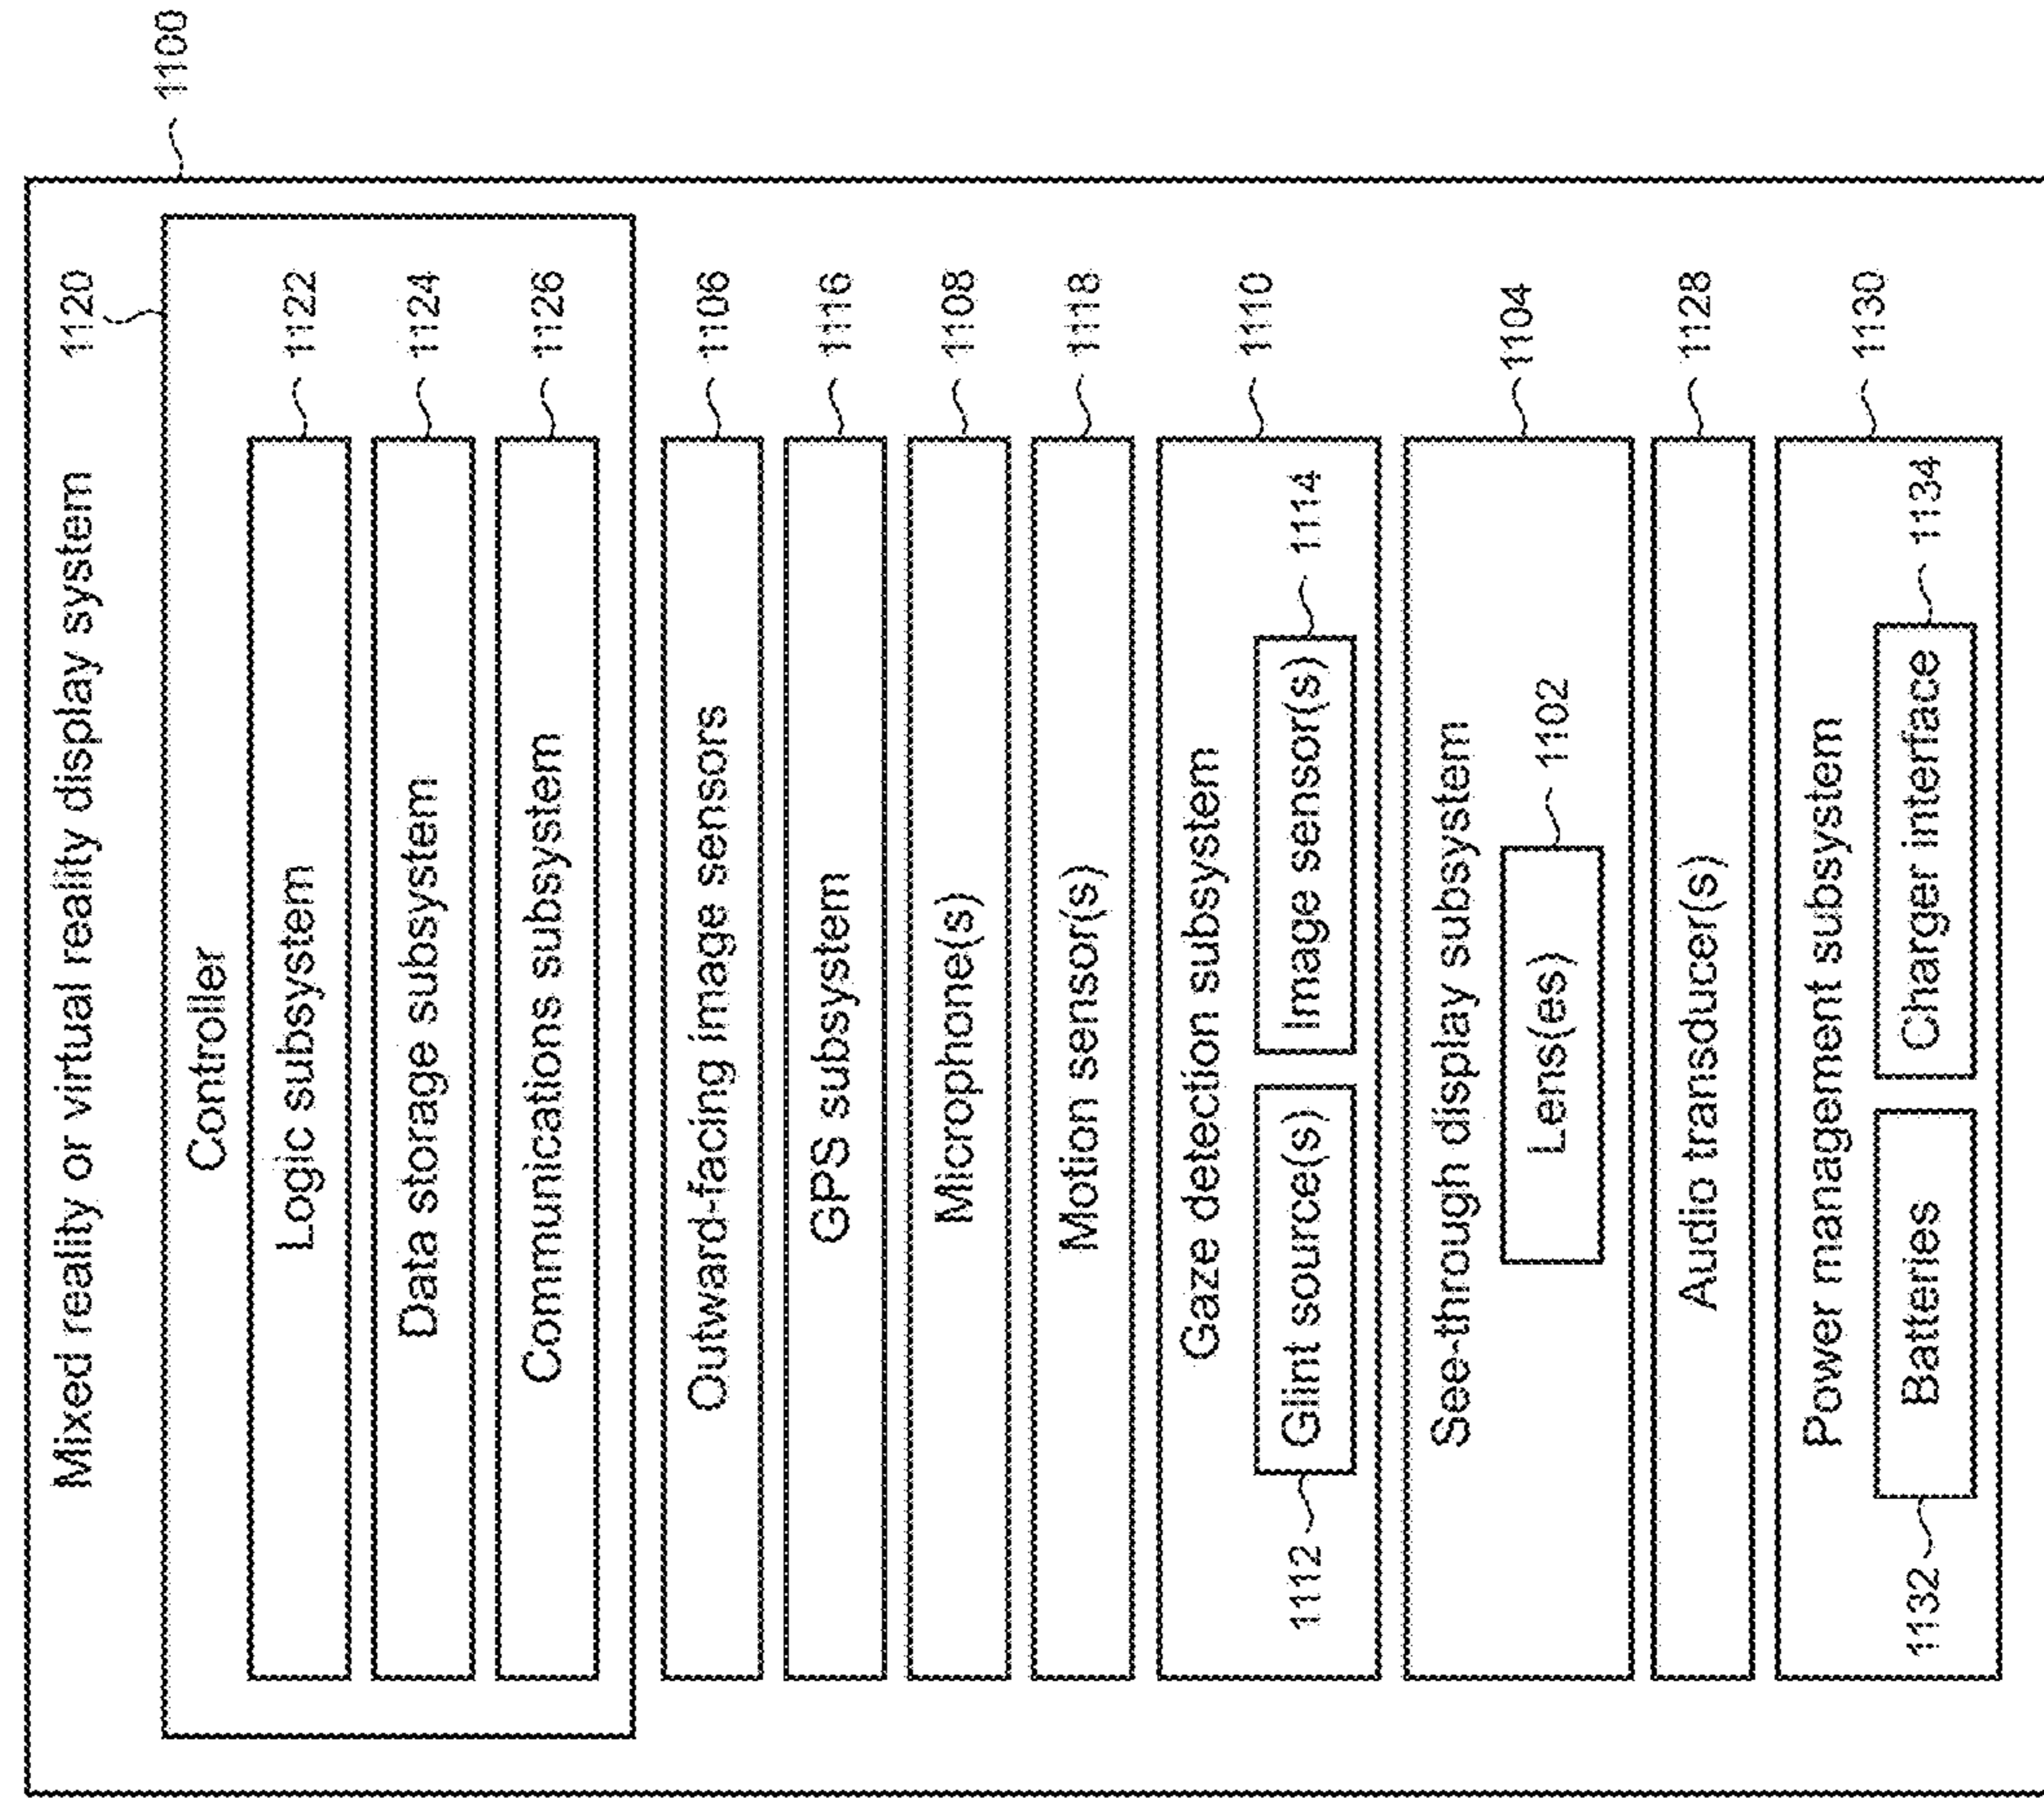 1100
Mixed reality or virtual reality display system
1120
Controller
Logic subsystem
1122
Data storage subsystem
1124
Communications subsystem
1126
Outward-facing image sensors
1106
GPS subsystem
1116
Microphone(s)
1108
Motion sensor(s)
1118
Gaze detection subsystem
1110
1112
Glint source(s)
Image sensor(s)
1114
See-through display subsystem
1104
Lens(es)
1102
Audio transducer(s)
1128
Power management subsystem
1130
1132
Batteries
Charger interface
1134